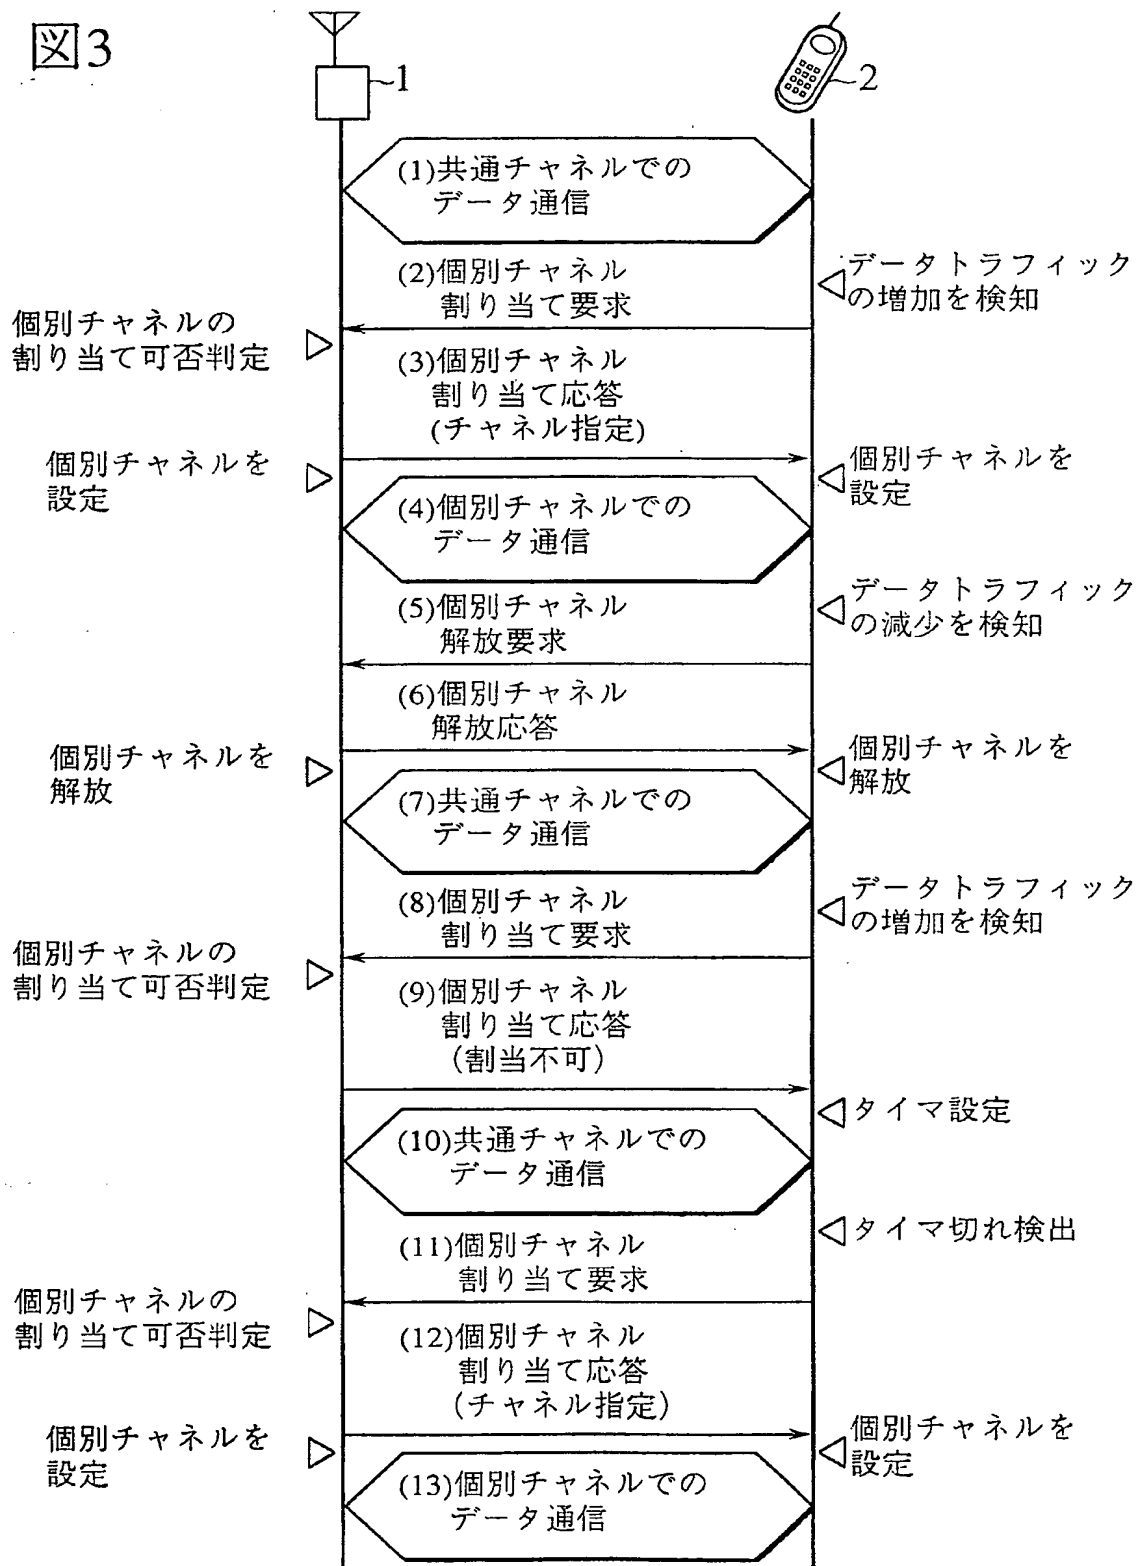 図3
~1
~2
(1)共通チャネルでの
データ通信
(2)個別チャネル
割り当て要求
データトラフィック
の増加を検知
個別チャネルの
割り当て可否判定
(3)個別チャネル
割り当て応答
(チャネル指定)
個別チャネルを
設定
個別チャネルを
設定
(4)個別チャネルでの
データ通信
(5)個別チャネル
解放要求
データトラフィック
の減少を検知
(6)個別チャネル
解放応答
個別チャネルを
解放
個別チャネルを
解放
(7)共通チャネルでの
データ通信
(8)個別チャネル
割り当て要求
データトラフィック
の増加を検知
個別チャネルの
割り当て可否判定
(9)個別チャネル
割り当て応答
(割当不可)
タイマ設定
(10)共通チャネルでの
データ通信
タイマ切れ検出
(11)個別チャネル
割り当て要求
個別チャネルの
割り当て可否判定
(12)個別チャネル
割り当て応答
(チャネル指定)
個別チャネルを
設定
個別チャネルを
設定
(13)個別チャネルでの
データ通信